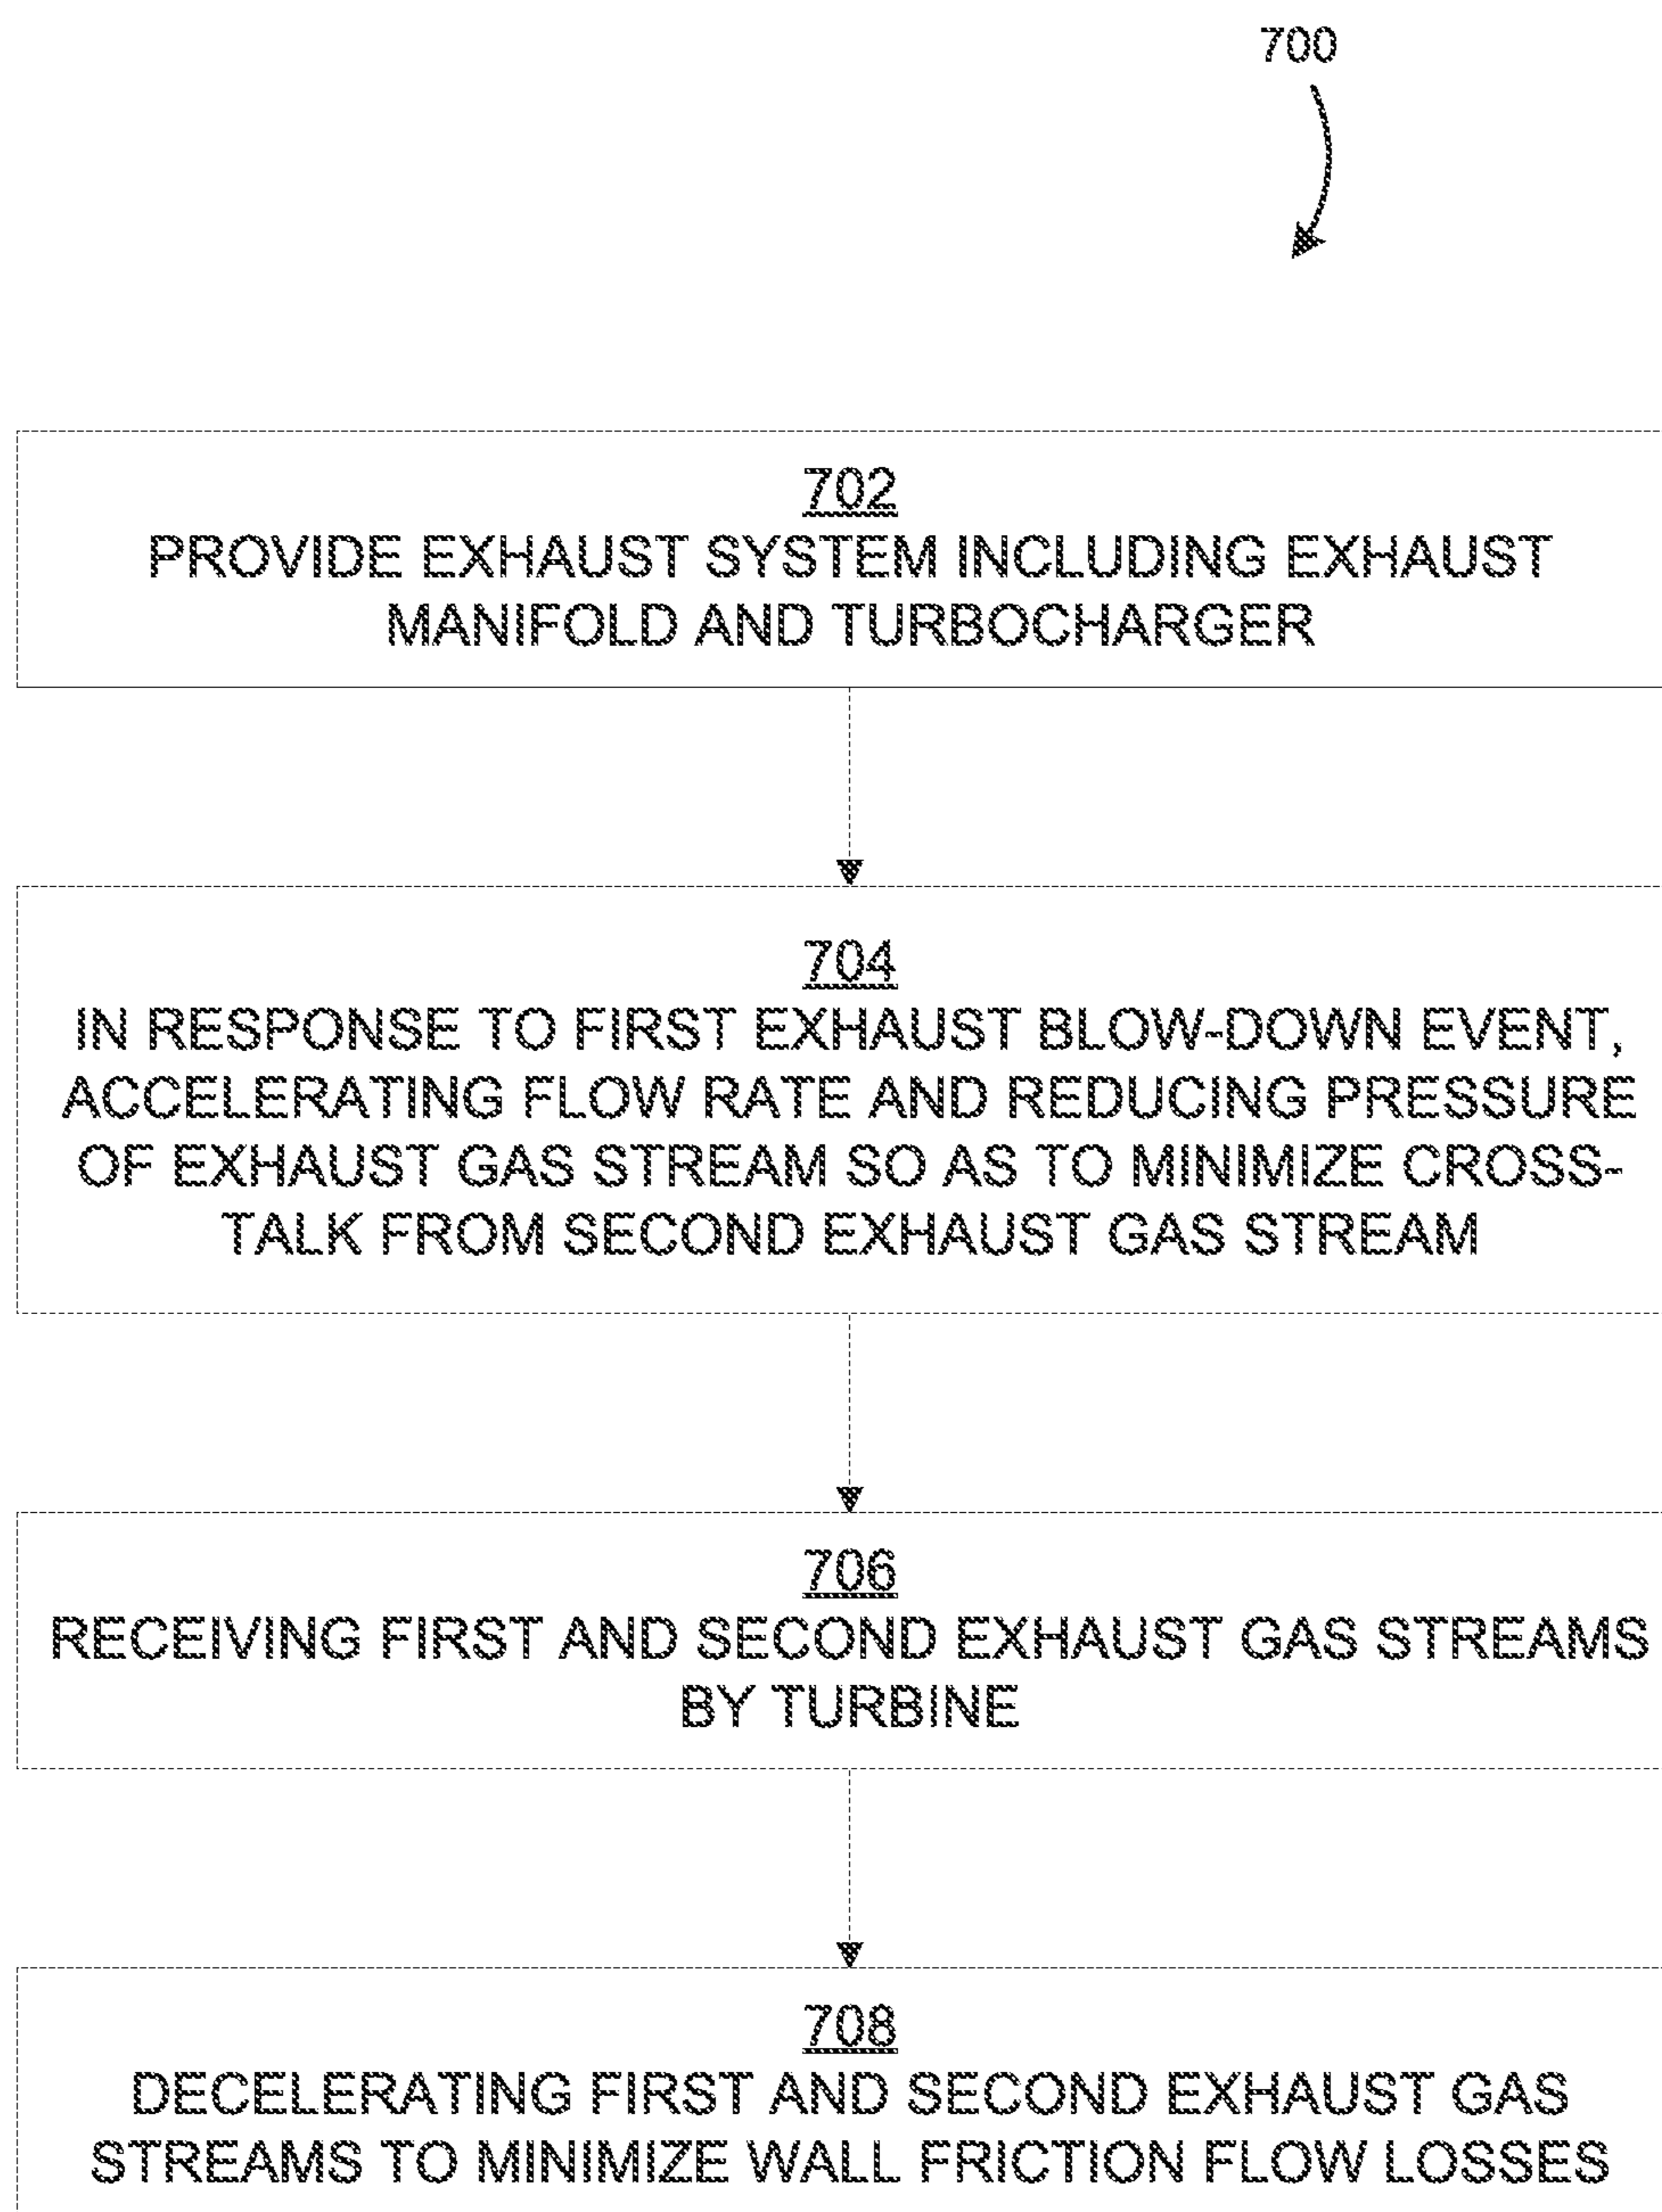 700
702
PROVIDE EXHAUST SYSTEM INCLUDING EXHAUST
MANIFOLD AND TURBOCHARGER
704
IN RESPONSE TO FIRST EXHAUST BLOW-DOWN EVENT,
ACCELERATING FLOW RATE AND REDUCING PRESSURE
OF EXHAUST GAS STREAM SO AS TO MINIMIZE CROSS-
TALK FROM SECOND EXHAUST GAS STREAM
706
RECEIVING FIRST AND SECOND EXHAUST GAS STREAMS
BY TURBINE
708
DECELERATING FIRST AND SECOND EXHAUST GAS
STREAMS TO MINIMIZE WALL FRICTION FLOW LOSSES